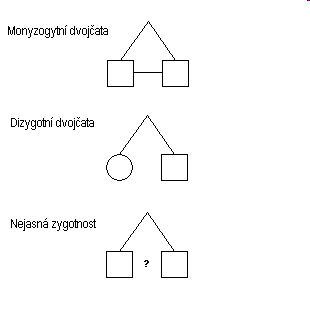 Monyzogytní dvojčata
Dizygotní dvojčata
Nejasná zygotnost
?